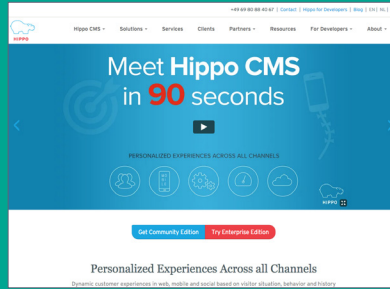 +49 69 80 88 40 67 | Contact | Hippo for Developers | Blog | EN | NL |
HIPPO
Hippo CMS
Solutions
Services
Clients
Partners
Resources
For Developers
About
Meet Hippo CMS
in 90 seconds
PERSONALIZED EXPERIENCES ACROSS ALL CHANNELS
HIPPO
Get Community Edition
Try Enterprise Edition
Personalized Experiences Across all Channels
Dynamic customer experiences in web, mobile and social based on visitor situation, behavior and history